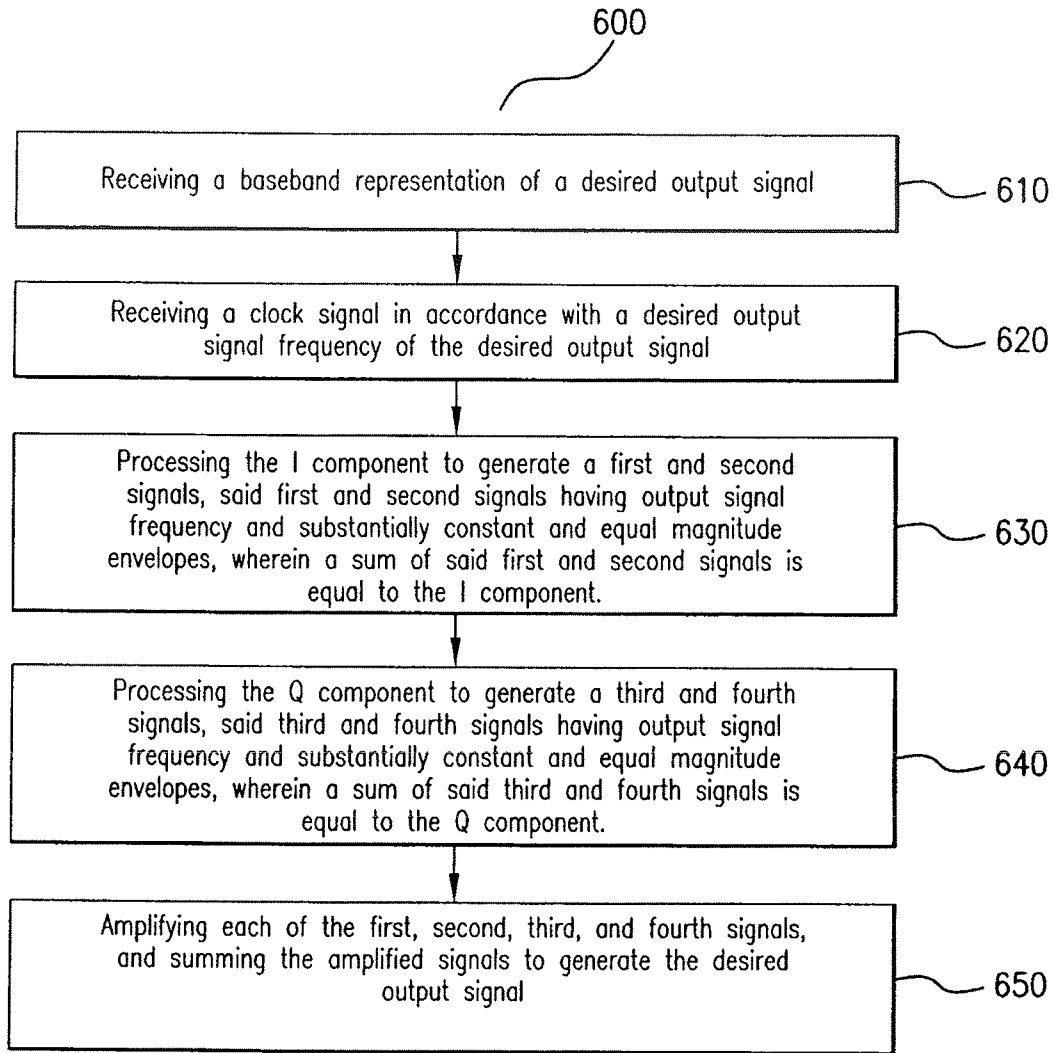 600
Receiving a baseband representation of a desired output signal
610
Receiving a clock signal in accordance with a desired output
signal frequency of the desired output signal
620
Processing the I component to generate a first and second
signals, said first and second signals having output signal
frequency and substantially constant and equal magnitude
envelopes, wherein a sum of said first and second signals is
equal to the I component.
630
Processing the Q component to generate a third and fourth
signals, said third and fourth signals having output signal
frequency and substantially constant and equal magnitude
envelopes, wherein a sum of said third and fourth signals is
equal to the Q component.
640
Amplifying each of the first, second, third, and fourth signals,
and summing the amplified signals to generate the desired
output signal
650